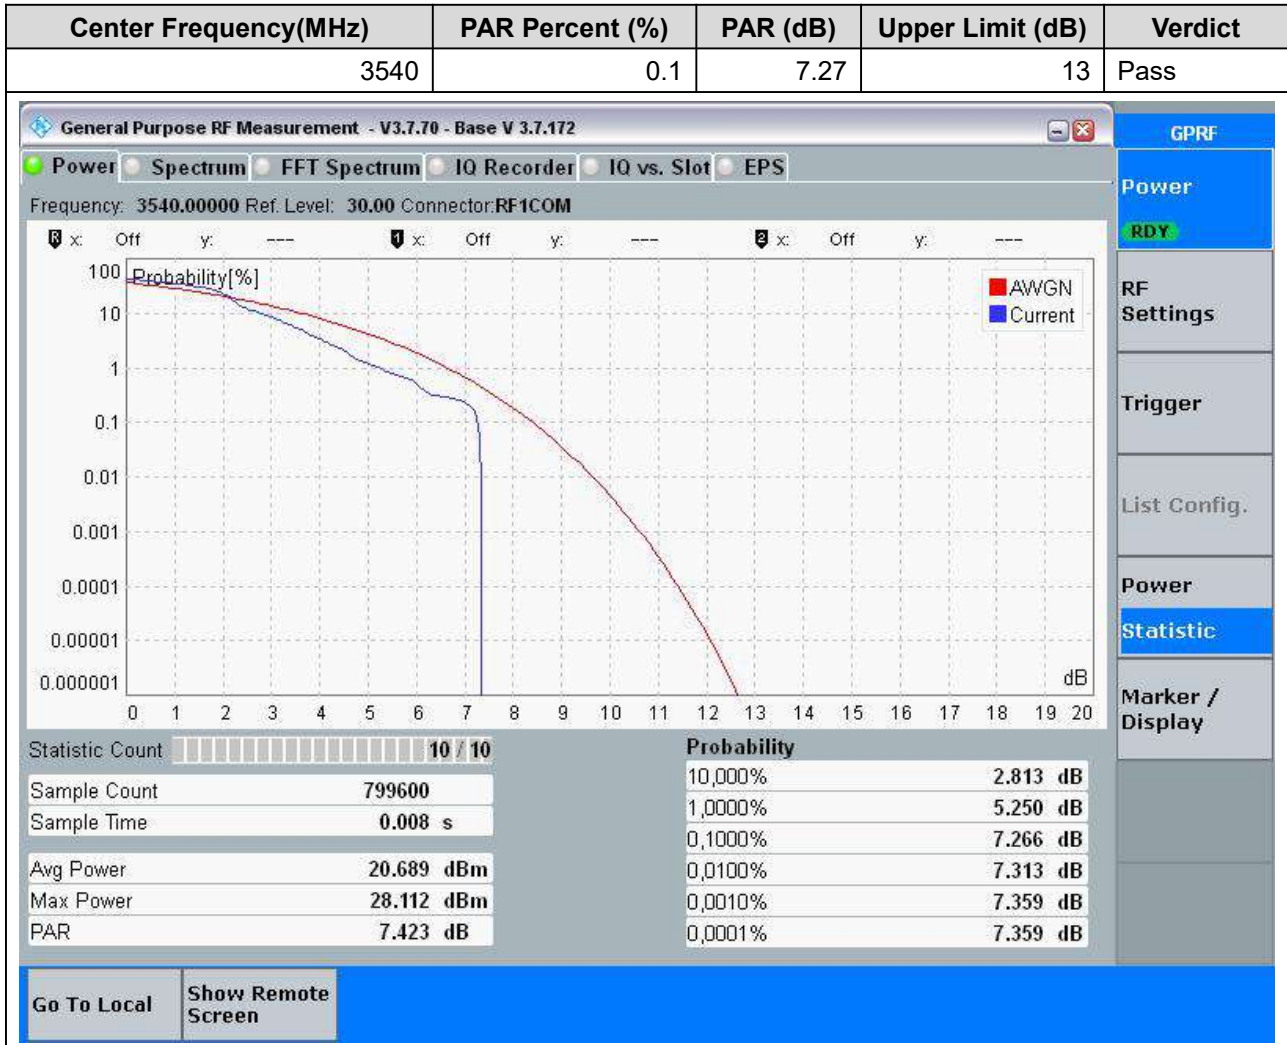 Center Frequency(MHz) PAR Percent (%) PAR (dB) Upper Limit (dB) Verdict
3540 0.1 7.27 13 Pass
General Purpose RF Measurement - V3.7.70 - Base V 3.7.172
GPRF
Power Spectrum FFT Spectrum IQ Recorder IQ vs. Slot EPS
Frequency: 3540.00000 Ref. Level: 30.00 Connector:RF1COM
R x: Off y: --- 1 x: Off y: --- 2 x: Off y: ---
Probability[%]
AWGN
Current
100
10
1
0.1
0.01
0.001
0.0001
0.00001
0.000001
dB
0 1 2 3 4 5 6 7 8 9 10 11 12 13 14 15 16 17 18 19 20
Statistic Count 10 / 10
Sample Count 799600
Sample Time 0.008 s
Avg Power 20.689 dBm
Max Power 28.112 dBm
PAR 7.423 dB
Probability
10,000% 2.813 dB
1,0000% 5.250 dB
0,1000% 7.266 dB
0,0100% 7.313 dB
0,0010% 7.359 dB
0,0001% 7.359 dB
Power
RDY
RF
Settings
Trigger
List Config.
Power
Statistic
Marker /
Display
Go To Local
Show Remote
Screen